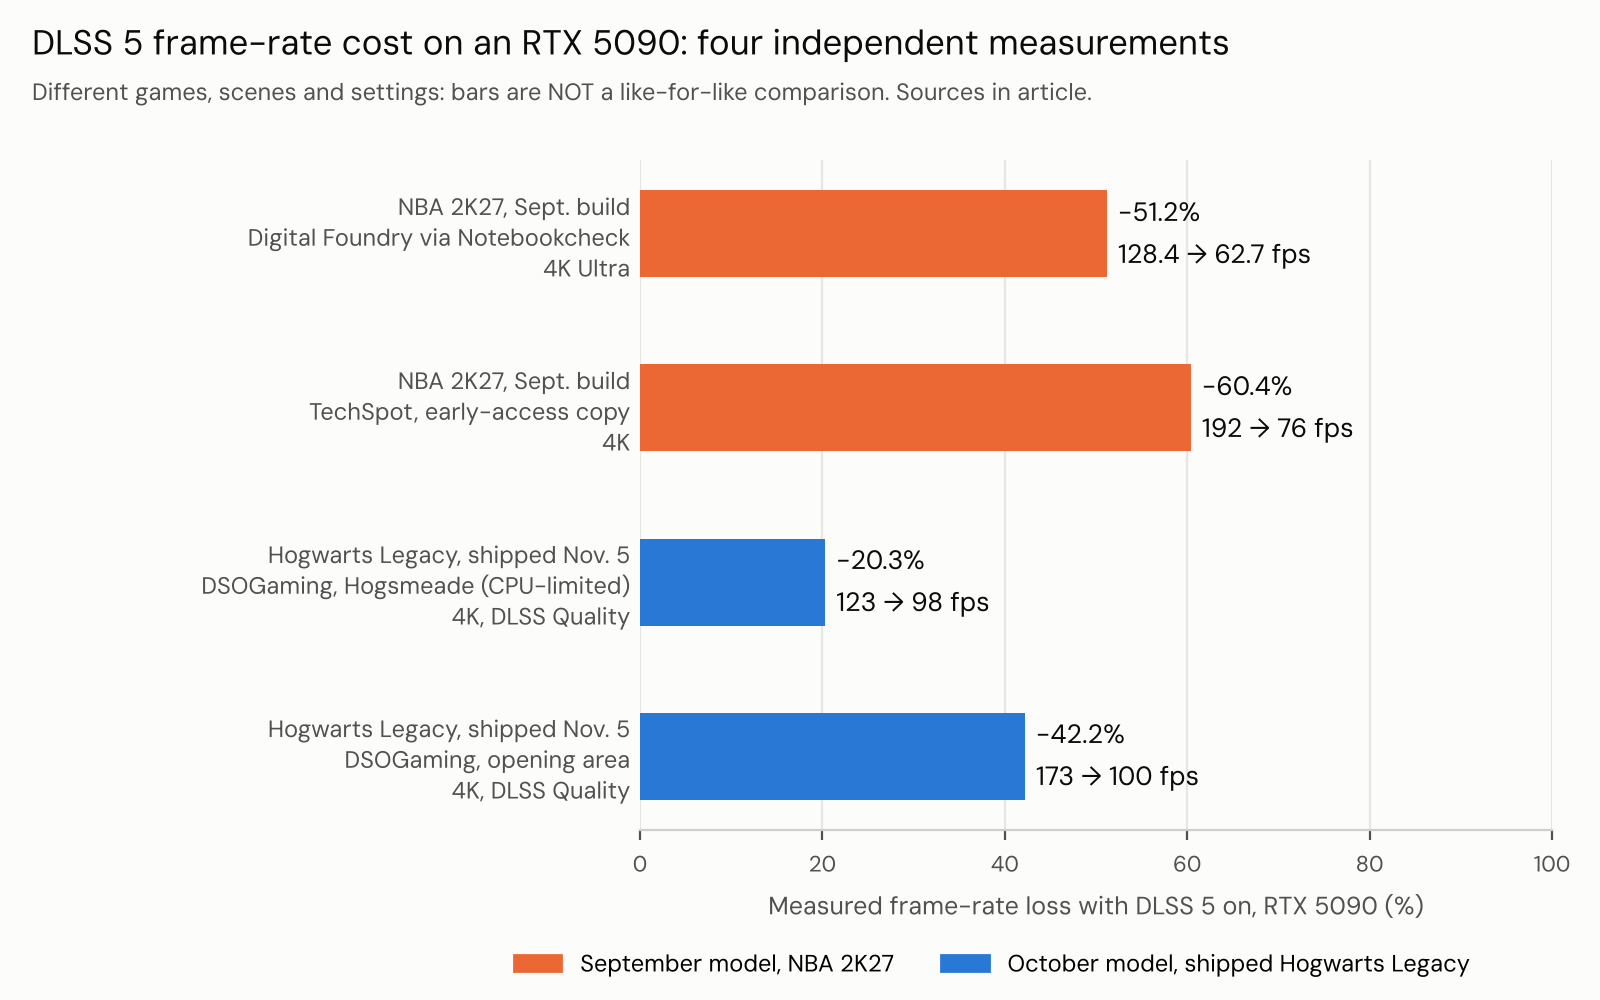 DLSS 5 frame-rate cost on an RTX 5090: four independent measurements
Different games, scenes and settings: bars are NOT a like-for-like comparison. Sources in article.
NBA 2K27, Sept. build
Digital Foundry via Notebookcheck
4K Ultra
-51.2%
128.4 → 62.7 fps
NBA 2K27, Sept. build
TechSpot, early-access copy
4K
-60.4%
192 → 76 fps
Hogwarts Legacy, shipped Nov. 5
DSOGaming, Hogsmeade (CPU-limited)
4K, DLSS Quality
-20.3%
123 → 98 fps
Hogwarts Legacy, shipped Nov. 5
DSOGaming, opening area
4K, DLSS Quality
-42.2%
173 → 100 fps
0 20 40 60 80 100
Measured frame-rate loss with DLSS 5 on, RTX 5090 (%)
September model, NBA 2K27 October model, shipped Hogwarts Legacy